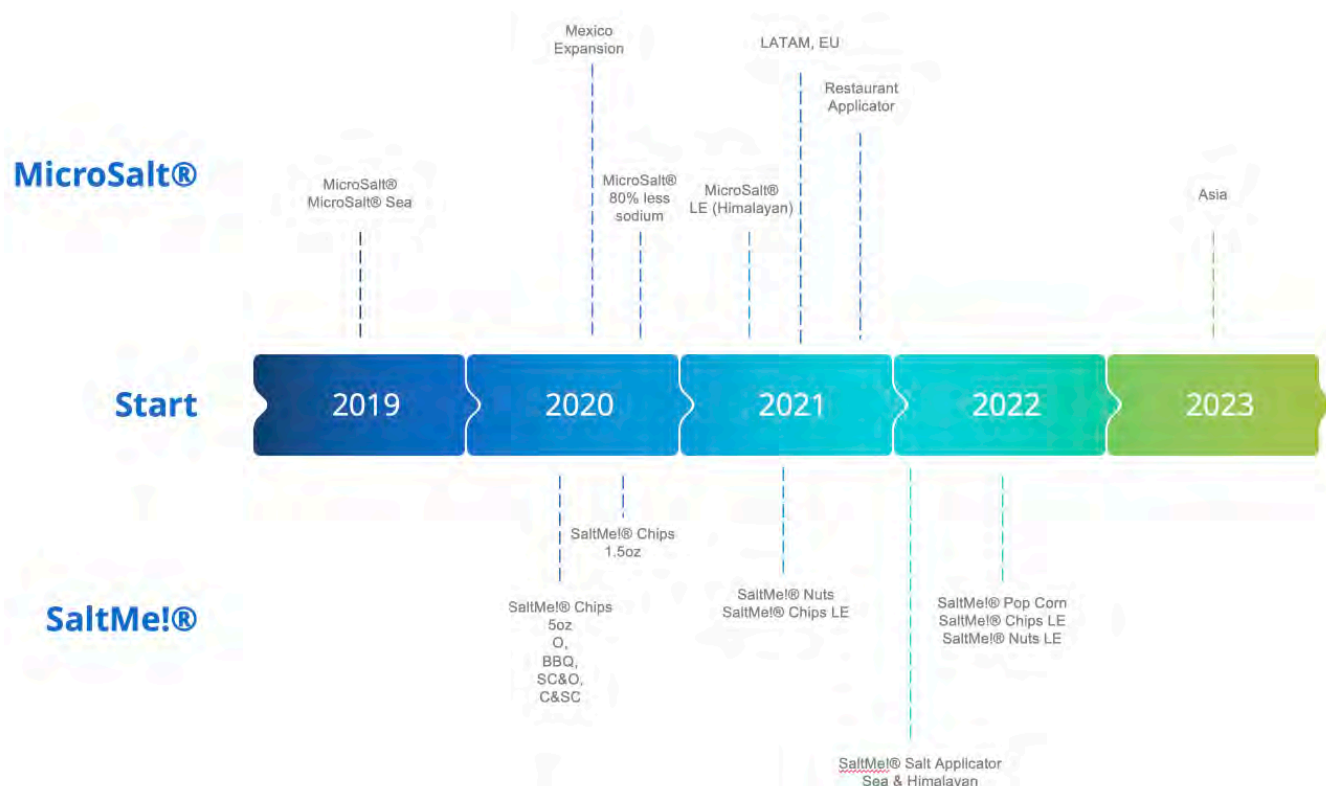 Mexico
Expansion
LATAM, EU
Restaurant
Applicator
MicroSalt®
MicroSalt®
MicroSalt® Sea
MicroSalt®
80% less
sodium
MicroSalt®
LE (Himalayan)
Asia
Start
2019
2020
2021
2022
2023
SaltMe!®
SaltMe!® Chips
1.5oz
SaltMe!® Chips
5oz
O,
BBQ,
SC&O,
C&SC
SaltMe!® Nuts
SaltMe!® Chips LE
SaltMe!® Pop Corn
SaltMe!® Chips LE
SaltMe!® Nuts LE
SaltMe!® Salt Applicator
Sea & Himalayan